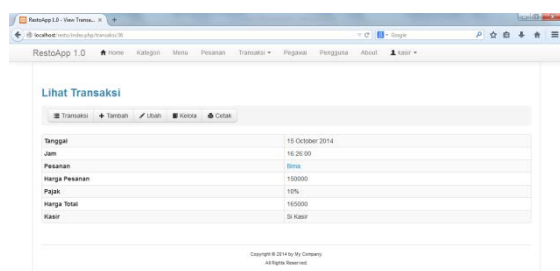 RestoApp 1.0 - View Transa...
localhost/resto/index.php/transaksi/36
Google
RestoApp 1.0 Home Kategori Menu Pesanan Transaksi Pegawai Pengguna About Kasir
Lihat Transaksi
Transaksi Tambah Ubah Kelola Cetak
Tanggal 15 October 2014
Jam 16:26:00
Pesanan Bima
Harga Pesanan 150000
Pajak 10%
Harga Total 165000
Kasir Si Kasir
Copyright © 2014 by My Company.
All Rights Reserved.